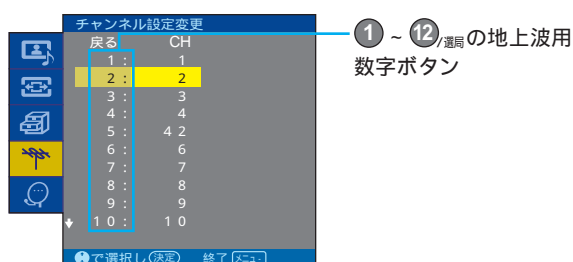 チャンネル設定変更
戻る CH
1： 1
2： 2
3： 3
4： 4
5： 42
6： 6
7： 7
8： 8
9： 9
10： 10
で選択し 決定 終了 メニュー
1 ~ 12/選局の地上波用
数字ボタン